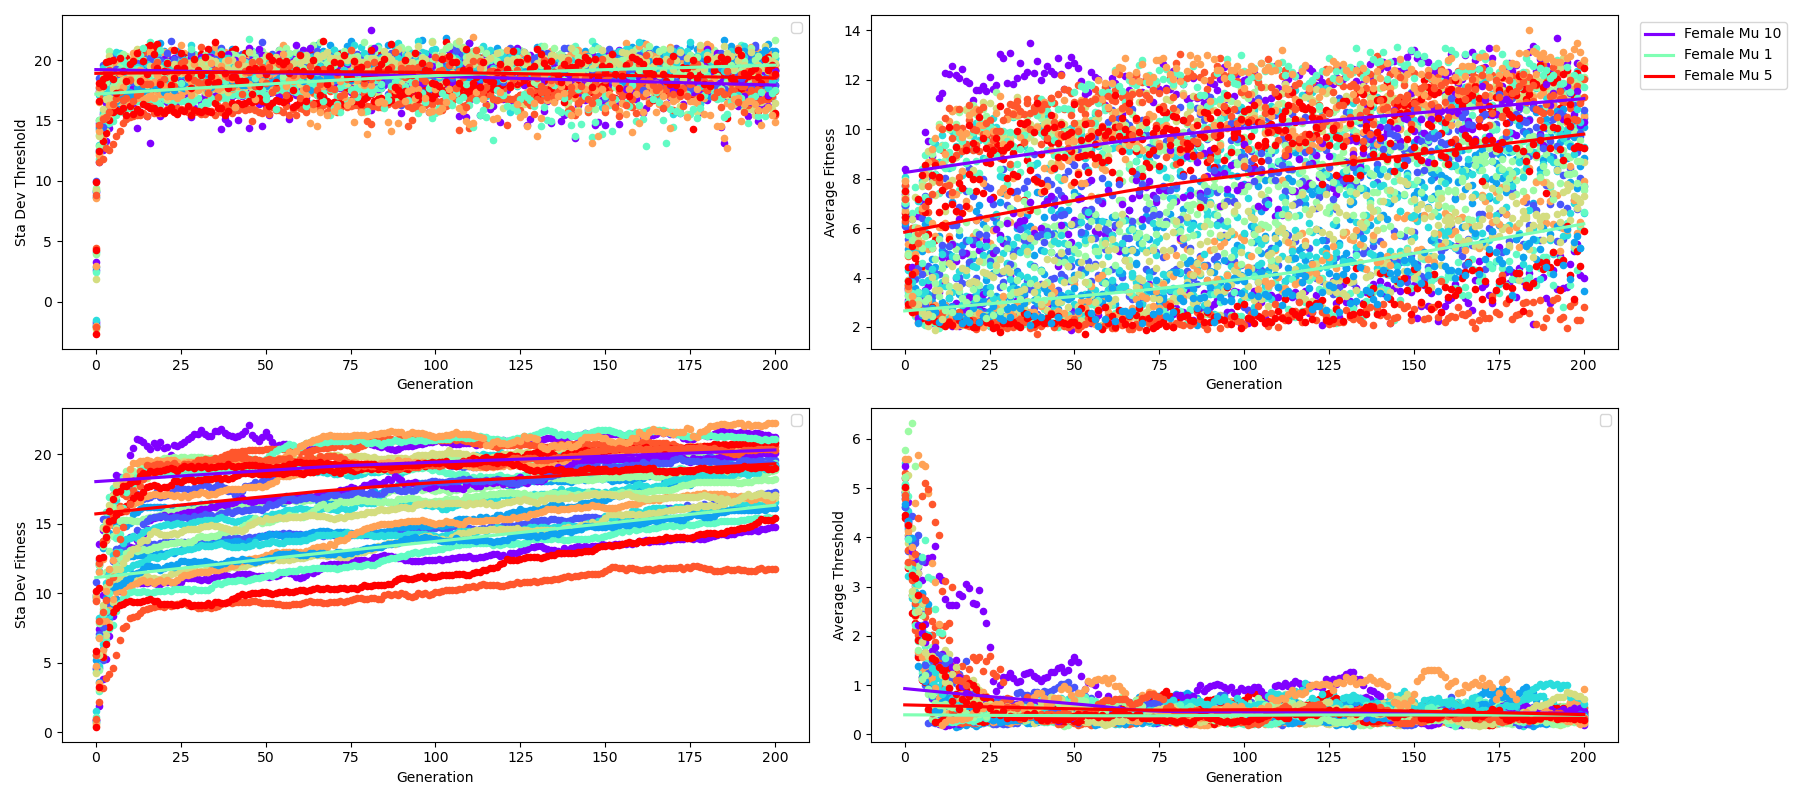 20
15
10
5
0
Sta Dev Threshold
0 25 50 75 100 125 150 175 200
Generation
14
12
10
8
6
4
2
Average Fitness
0 25 50 75 100 125 150 175 200
Generation
Female Mu 10
Female Mu 1
Female Mu 5
20
15
10
5
0
Sta Dev Fitness
0 25 50 75 100 125 150 175 200
Generation
6
5
4
3
2
1
0
Average Threshold
0 25 50 75 100 125 150 175 200
Generation